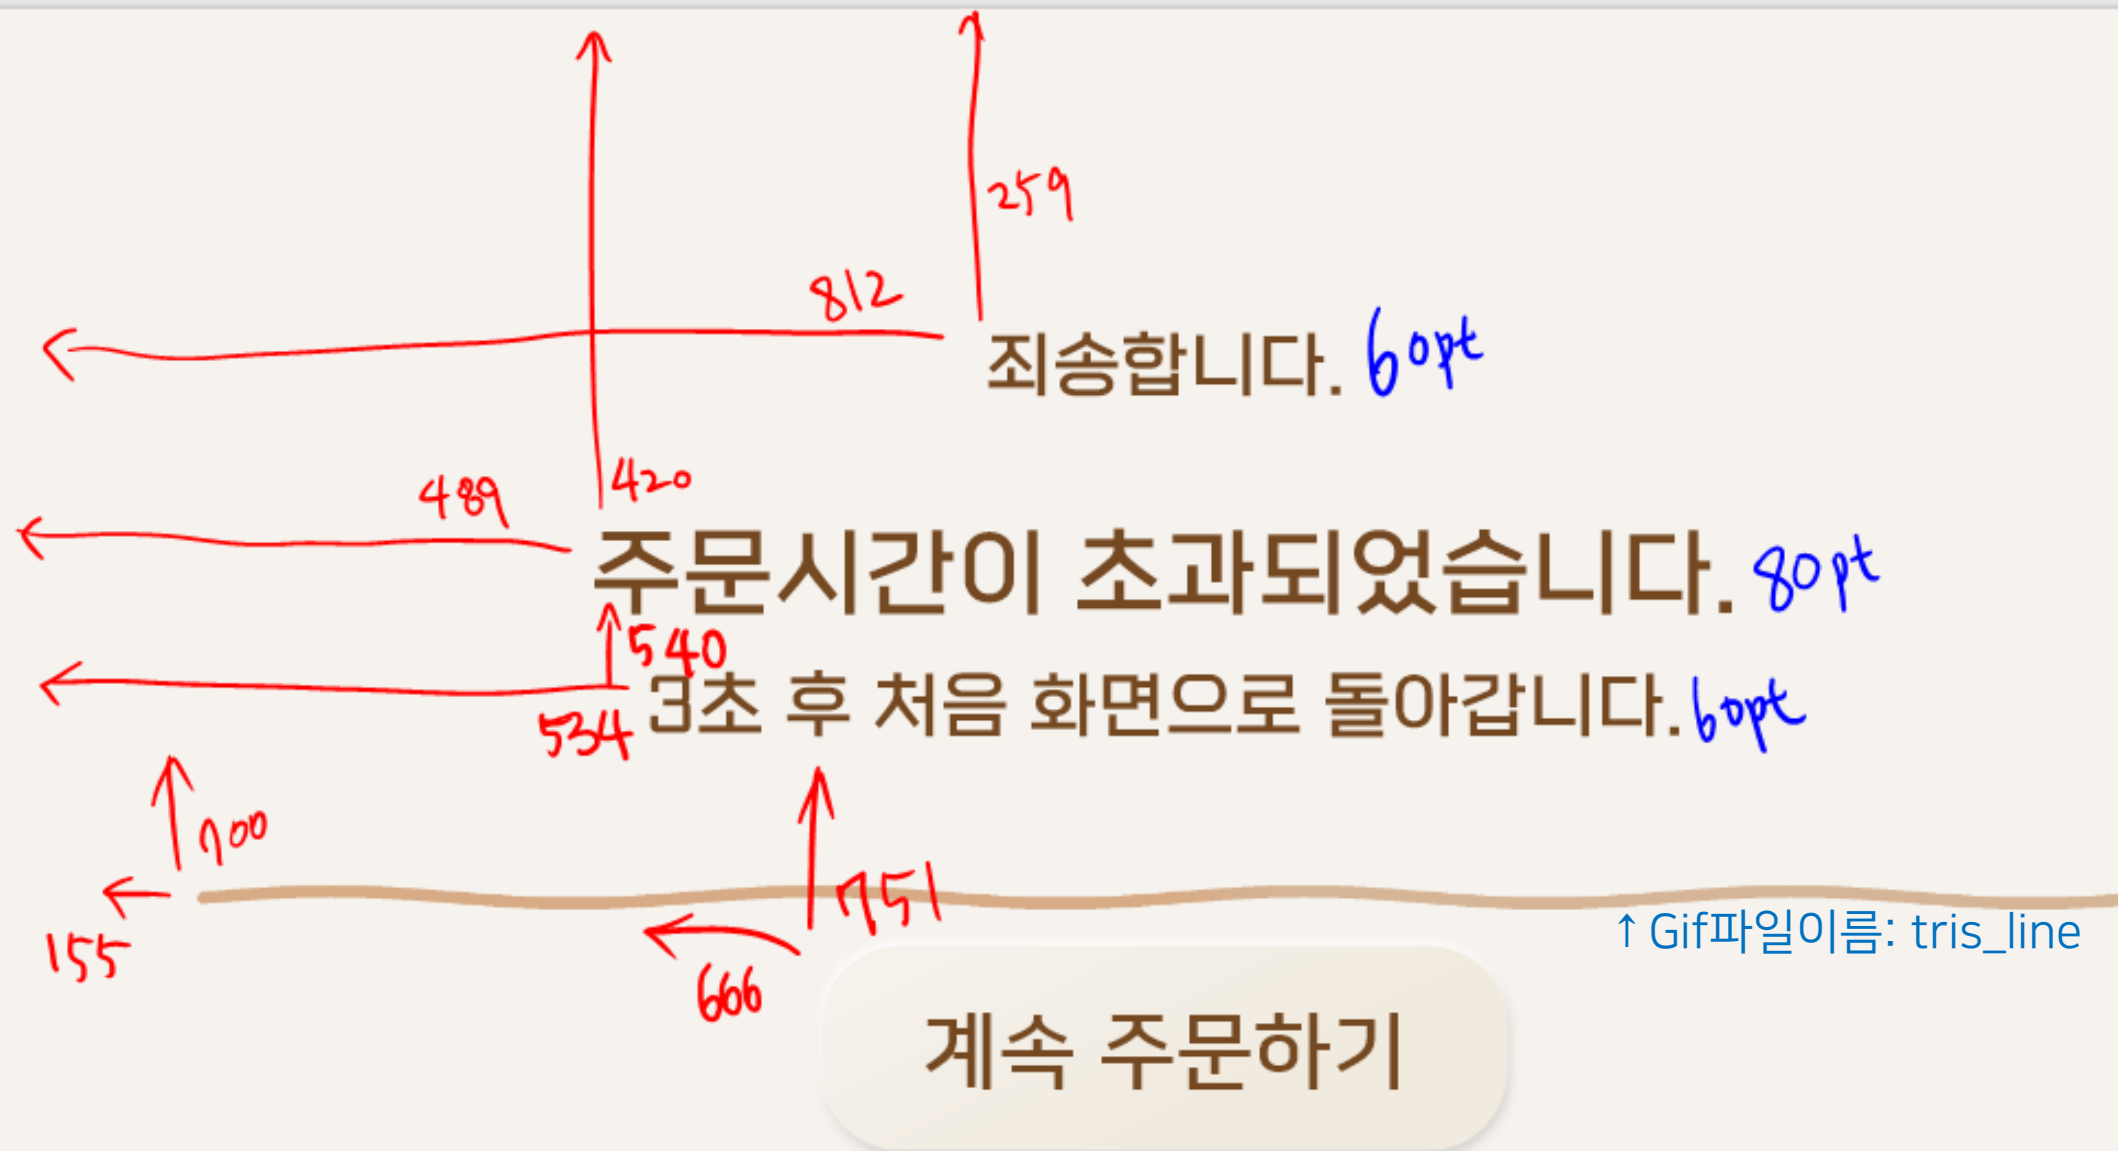 259
812
죄송합니다. 60pt
489
420
주문시간이 초과되었습니다. 80pt
540
534
3초 후 처음 화면으로 돌아갑니다. 60pt
700
751
155
↑ Gif파일이름: tris_line
666
계속 주문하기